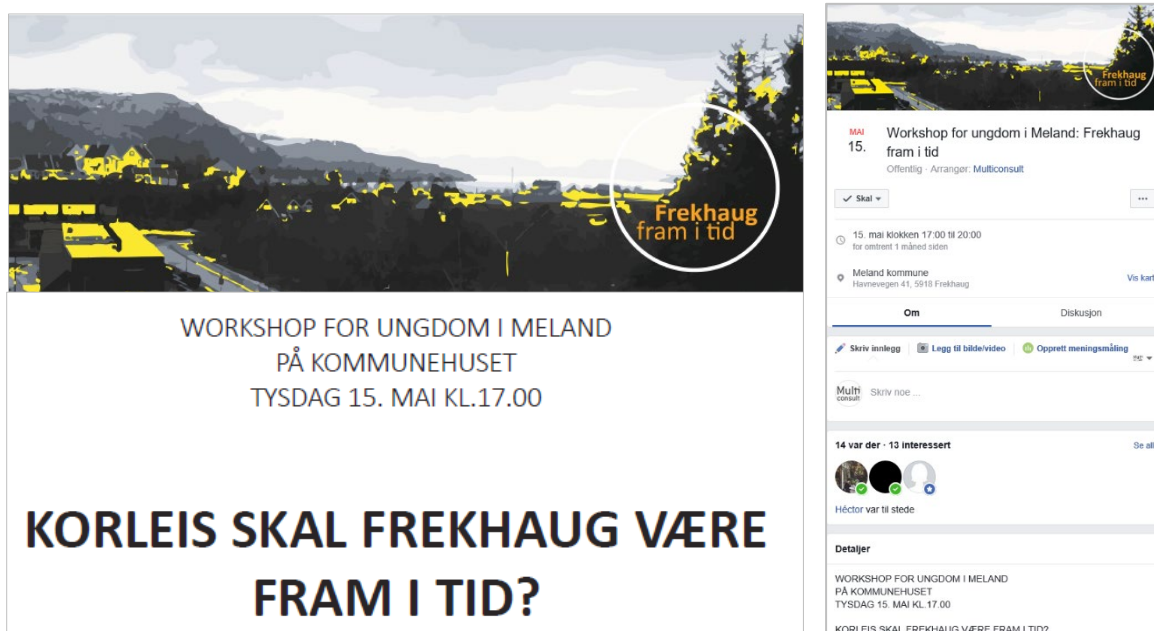 Frekhaug
fram i tid
WORKSHOP FOR UNGDOM I MELAND
PÅ KOMMUNEHUSET
TYSDAG 15. MAI KL.17.00
KORLEIS SKAL FREKHAUG VÆRE
FRAM I TID?
Frekhaug
fram i tid
MAI
15.
Workshop for ungdom i Meland: Frekhaug
fram i tid
Offentlig · Arrangør: Multiconsult
Skal
15. mai klokken 17:00 til 20:00
for omtrent 1 måned siden
Meland kommune
Havnevegen 41, 5918 Frekhaug
Vis kart
Om
Diskusjon
Skriv innlegg
Legg til bilde/video
Opprett meningsmåling
Multi
consult
Skriv noe ...
14 var der · 13 interessert
Se all
Héctor var til stede
Detaljer
WORKSHOP FOR UNGDOM I MELAND
PÅ KOMMUNEHUSET
TYSDAG 15. MAI KL.17.00
KORLEIS SKAL FREKHAUG VÆRE FRAM I TID?